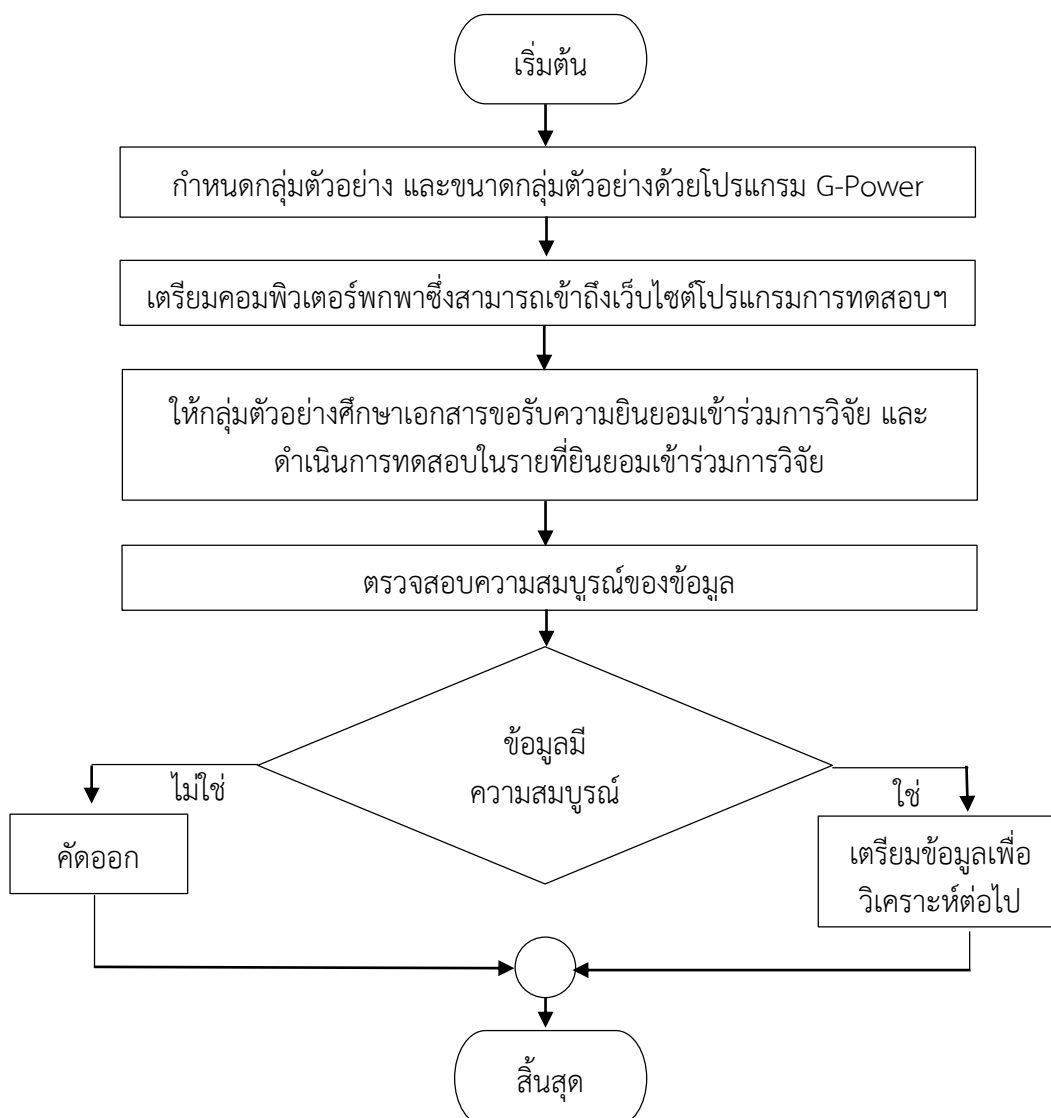 เริ่มต้น
กำหนดกลุ่มตัวอย่าง และขนาดกลุ่มตัวอย่างด้วยโปรแกรม G-Power
เตรียมคอมพิวเตอร์พกพาซึ่งสามารถเข้าถึงเว็บไซต์โปรแกรมการทดสอบฯ
ให้กลุ่มตัวอย่างศึกษาเอกสารขอรับความยินยอมเข้าร่วมการวิจัย และ
ดำเนินการทดสอบในรายที่ยินยอมเข้าร่วมการวิจัย
ตรวจสอบความสมบูรณ์ของข้อมูล
ข้อมูลมี
ความสมบูรณ์
ไม่ใช่
ใช่
คัดออก
เตรียมข้อมูลเพื่อ
วิเคราะห์ต่อไป
สิ้นสุด